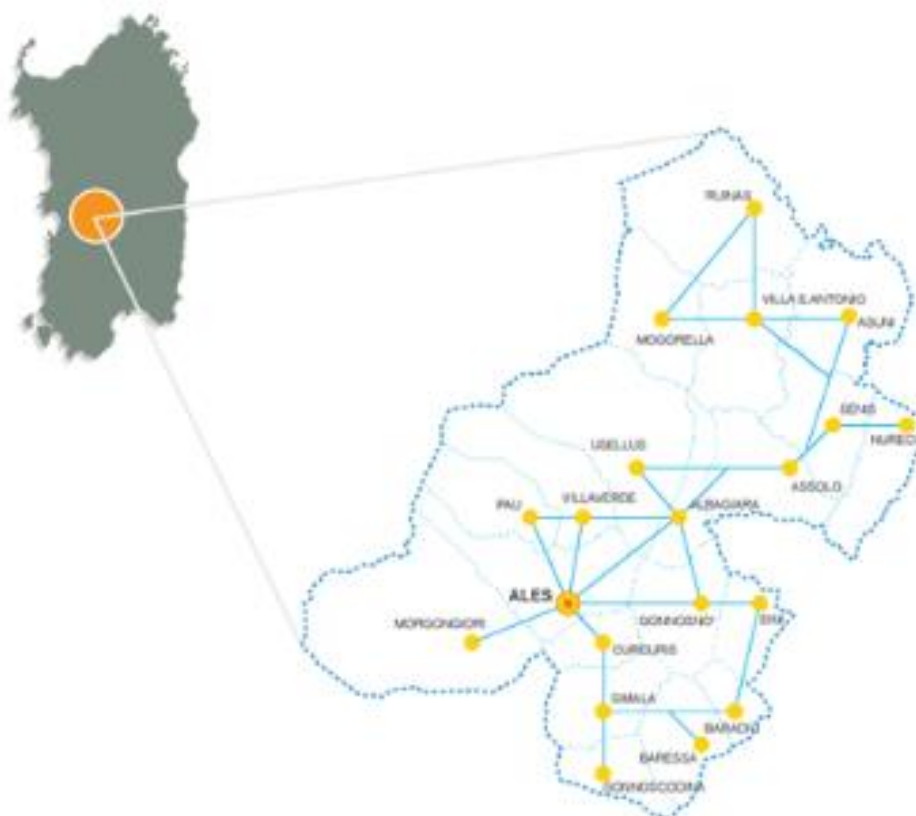 RUINAS
VILLA S.ANTONIO
ASUNI
MOGORELLA
SENIS
NURECI
USELLUS
ASSOLO
PAU
VILLAVERDE
ALBAGIARA
ALES
GONNOSNO'
SINI
MORGONGIORI
CURCURIS
SIMALA
BARADILI
BARESSA
GONNOSCODINA